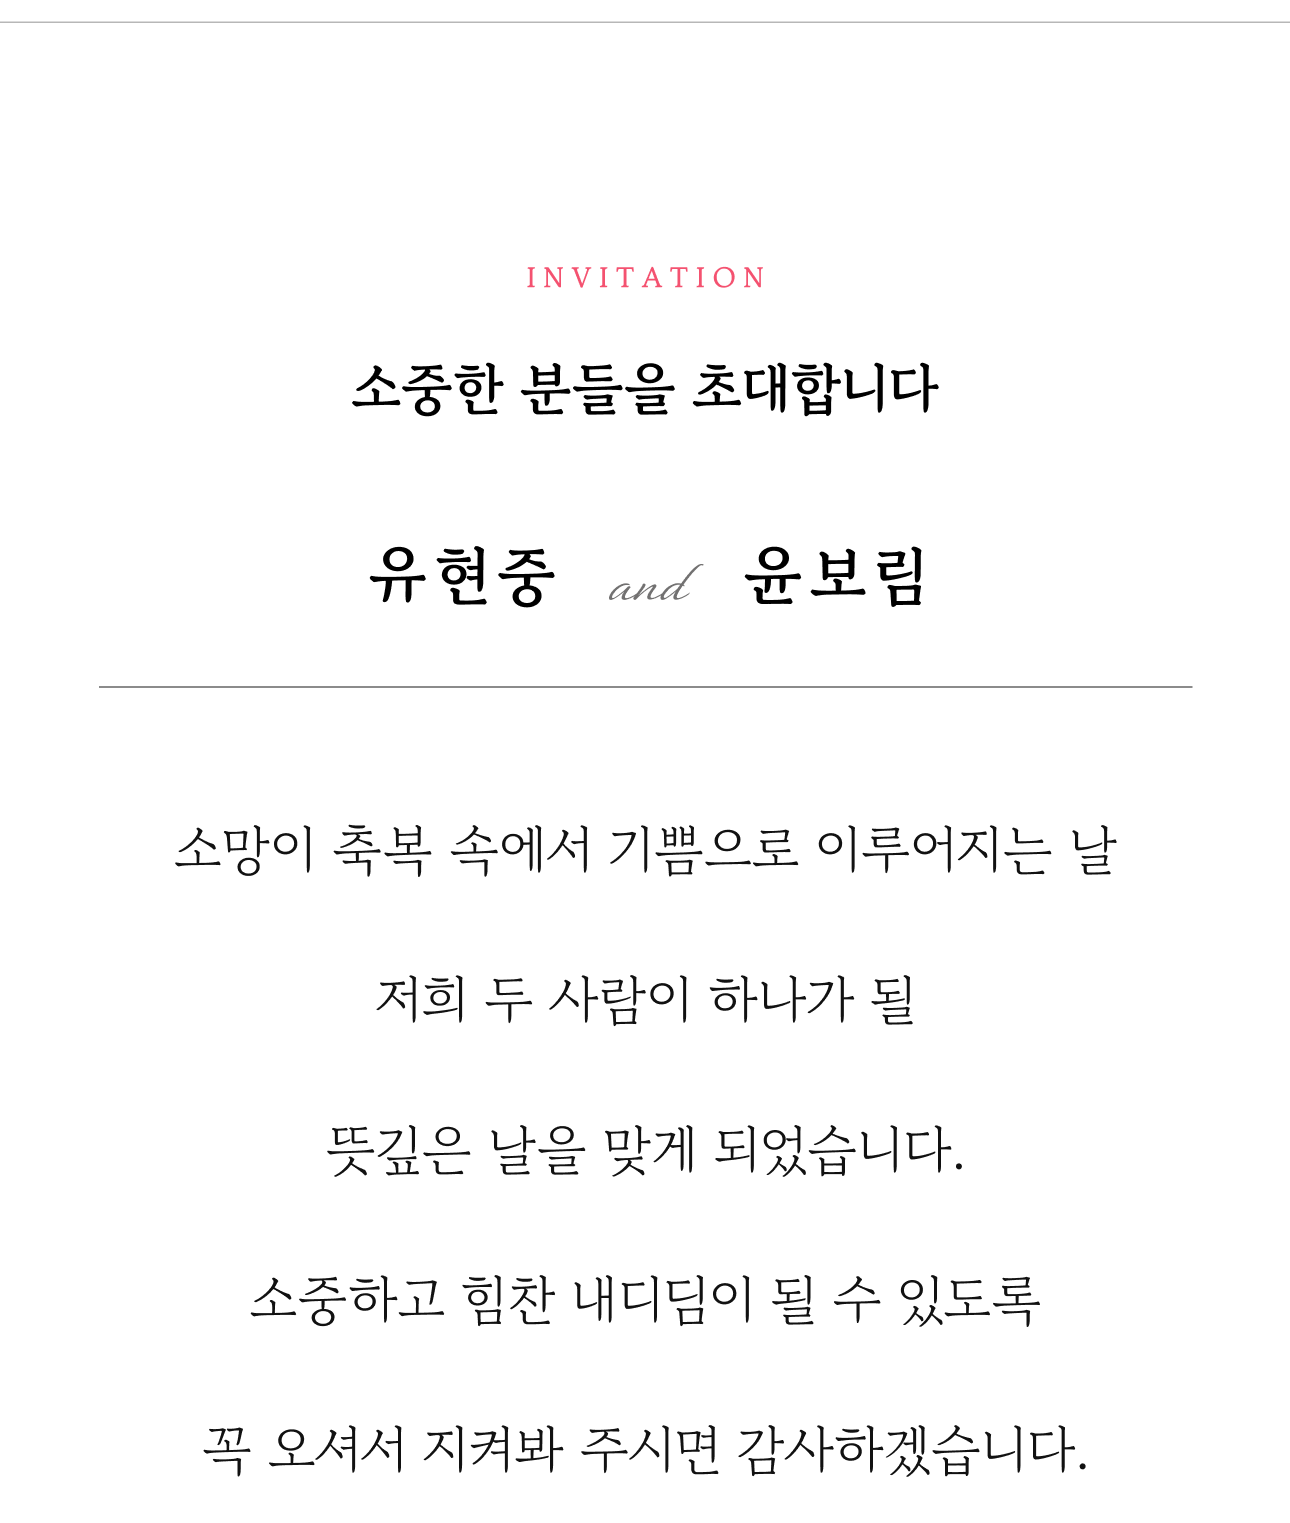 INVITATION
소중한 분들을 초대합니다
유현중 and 윤보림
소망이 축복 속에서 기쁨으로 이루어지는 날
저희 두 사람이 하나가 될
뜻깊은 날을 맞게 되었습니다.
소중하고 힘찬 내디딤이 될 수 있도록
꼭 오셔서 지켜봐 주시면 감사하겠습니다.